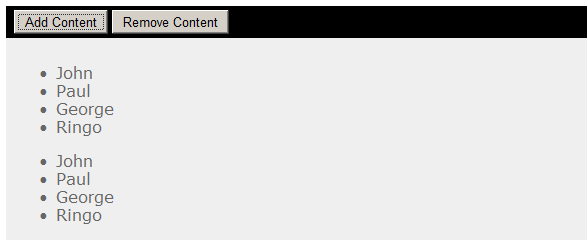 Add Content Remove Content
John
Paul
George
Ringo
John
Paul
George
Ringo